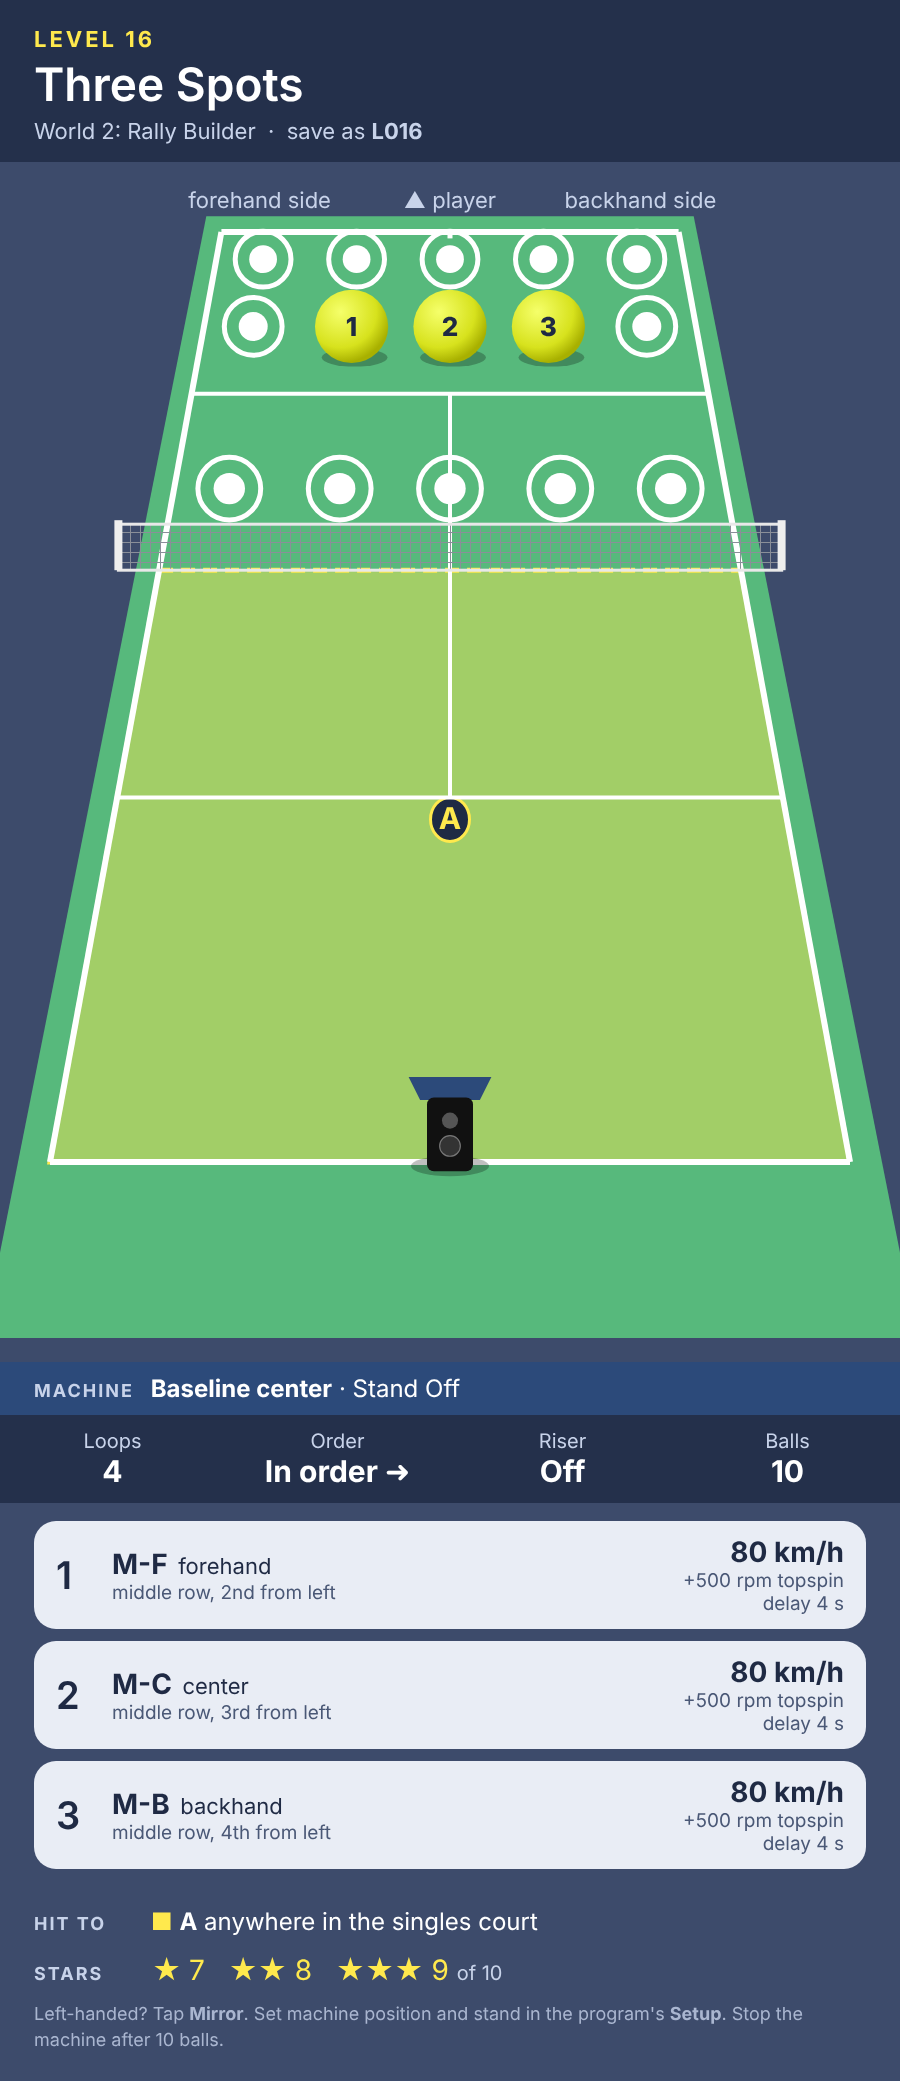 LEVEL 16
Three Spots
World 2: Rally Builder · save as L016
forehand side ▲ player backhand side
1 2 3
A
MACHINE Baseline center · Stand Off
Loops Order Riser Balls
4 In order → Off 10
1 M-F forehand 80 km/h
middle row, 2nd from left +500 rpm topspin
delay 4 s
2 M-C center 80 km/h
middle row, 3rd from left +500 rpm topspin
delay 4 s
3 M-B backhand 80 km/h
middle row, 4th from left +500 rpm topspin
delay 4 s
HIT TO A anywhere in the singles court
STARS ★ 7 ★★ 8 ★★★ 9 of 10
Left-handed? Tap Mirror. Set machine position and stand in the program's Setup. Stop the
machine after 10 balls.